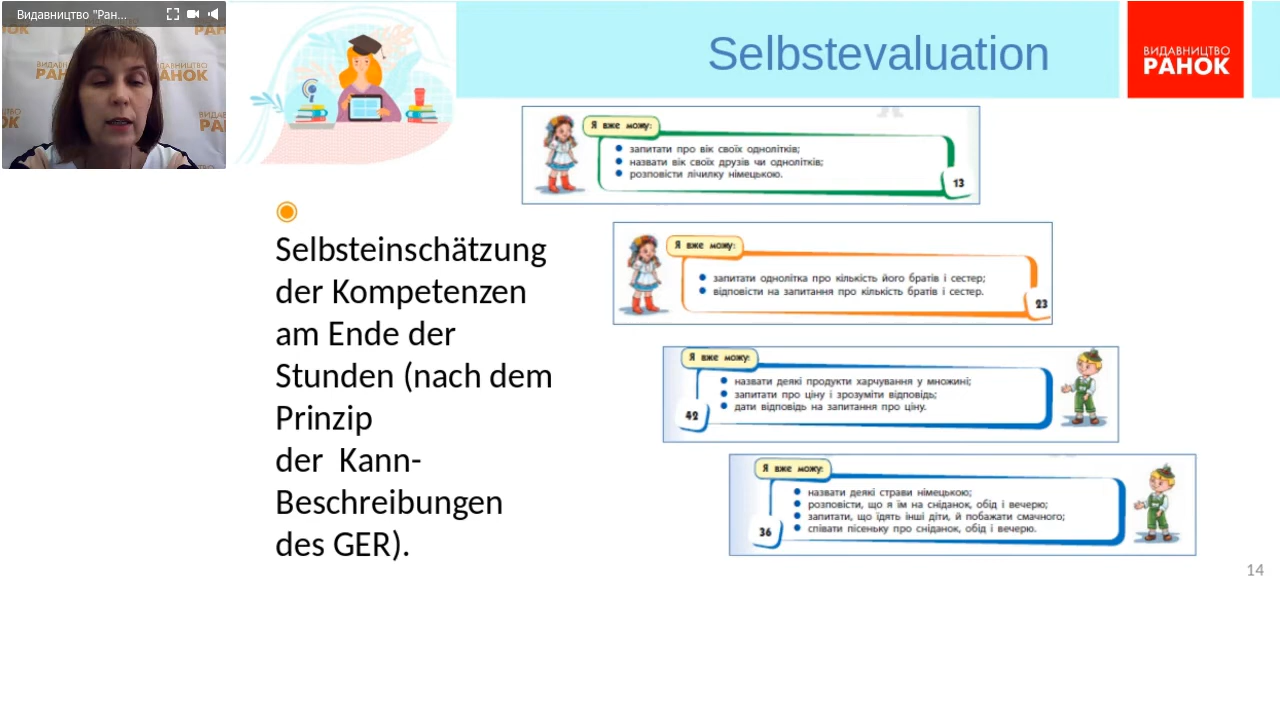 Видавництво "Ран...
Selbstevaluation
ВИДАВНИЦТВО
РАНОК
Selbsteinschätzung
der Kompetenzen
am Ende der
Stunden (nach dem
Prinzip
der Kann-
Beschreibungen
des GER).
Я вже можу:
запитати про вік своїх однолітків;
назвати вік своїх друзів чи однолітків;
розповісти лічилку німецькою.
13
Я вже можу:
запитати однолітка про кількість його братів і сестер;
відповісти на запитання про кількість братів і сестер.
23
Я вже можу:
назвати деякі продукти харчування у множині;
запитати про ціну і зрозуміти відповідь;
дати відповідь на запитання про ціну.
42
Я вже можу:
назвати деякі страви німецькою;
розповісти, що я їм на сніданок, обід і вечерю;
запитати, що їдять інші діти, й побажати смачного;
співати пісеньку про сніданок, обід і вечерю.
36
14